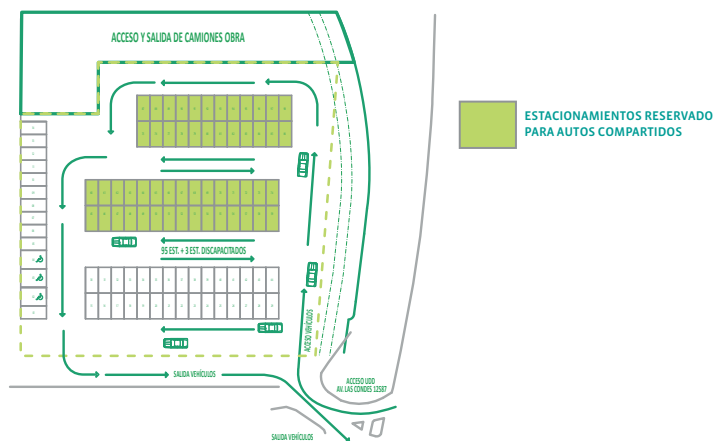 ACCESO Y SALIDA DE CAMIONES OBRA
ESTACIONAMIENTOS RESERVADO
PARA AUTOS COMPARTIDOS
95 EST. + 3 EST. DISCAPACITADOS
ACCESO VEHÍCULOS
SALIDA VEHÍCULOS
ACCESO UDD
AV. LAS CONDES 12587
SALIDA VEHÍCULOS